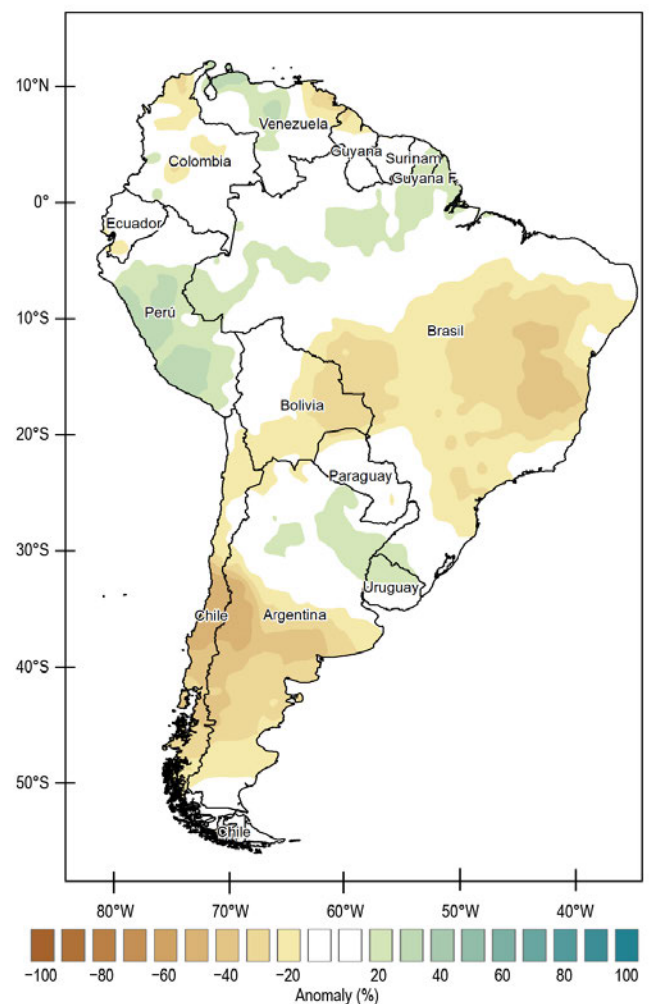 10°N
Venezuela
Guyana
Surinam
Colombia
Guyana F.
0°
Ecuador
Perú
10°S
Brasil
Bolivia
20°S
Paraguay
30°S
Uruguay
Chile
Argentina
40°S
50°S
Chile
80°W 70°W 60°W 50°W 40°W
−100 −80 −60 −40 −20 20 40 60 80 100
Anomaly (%)